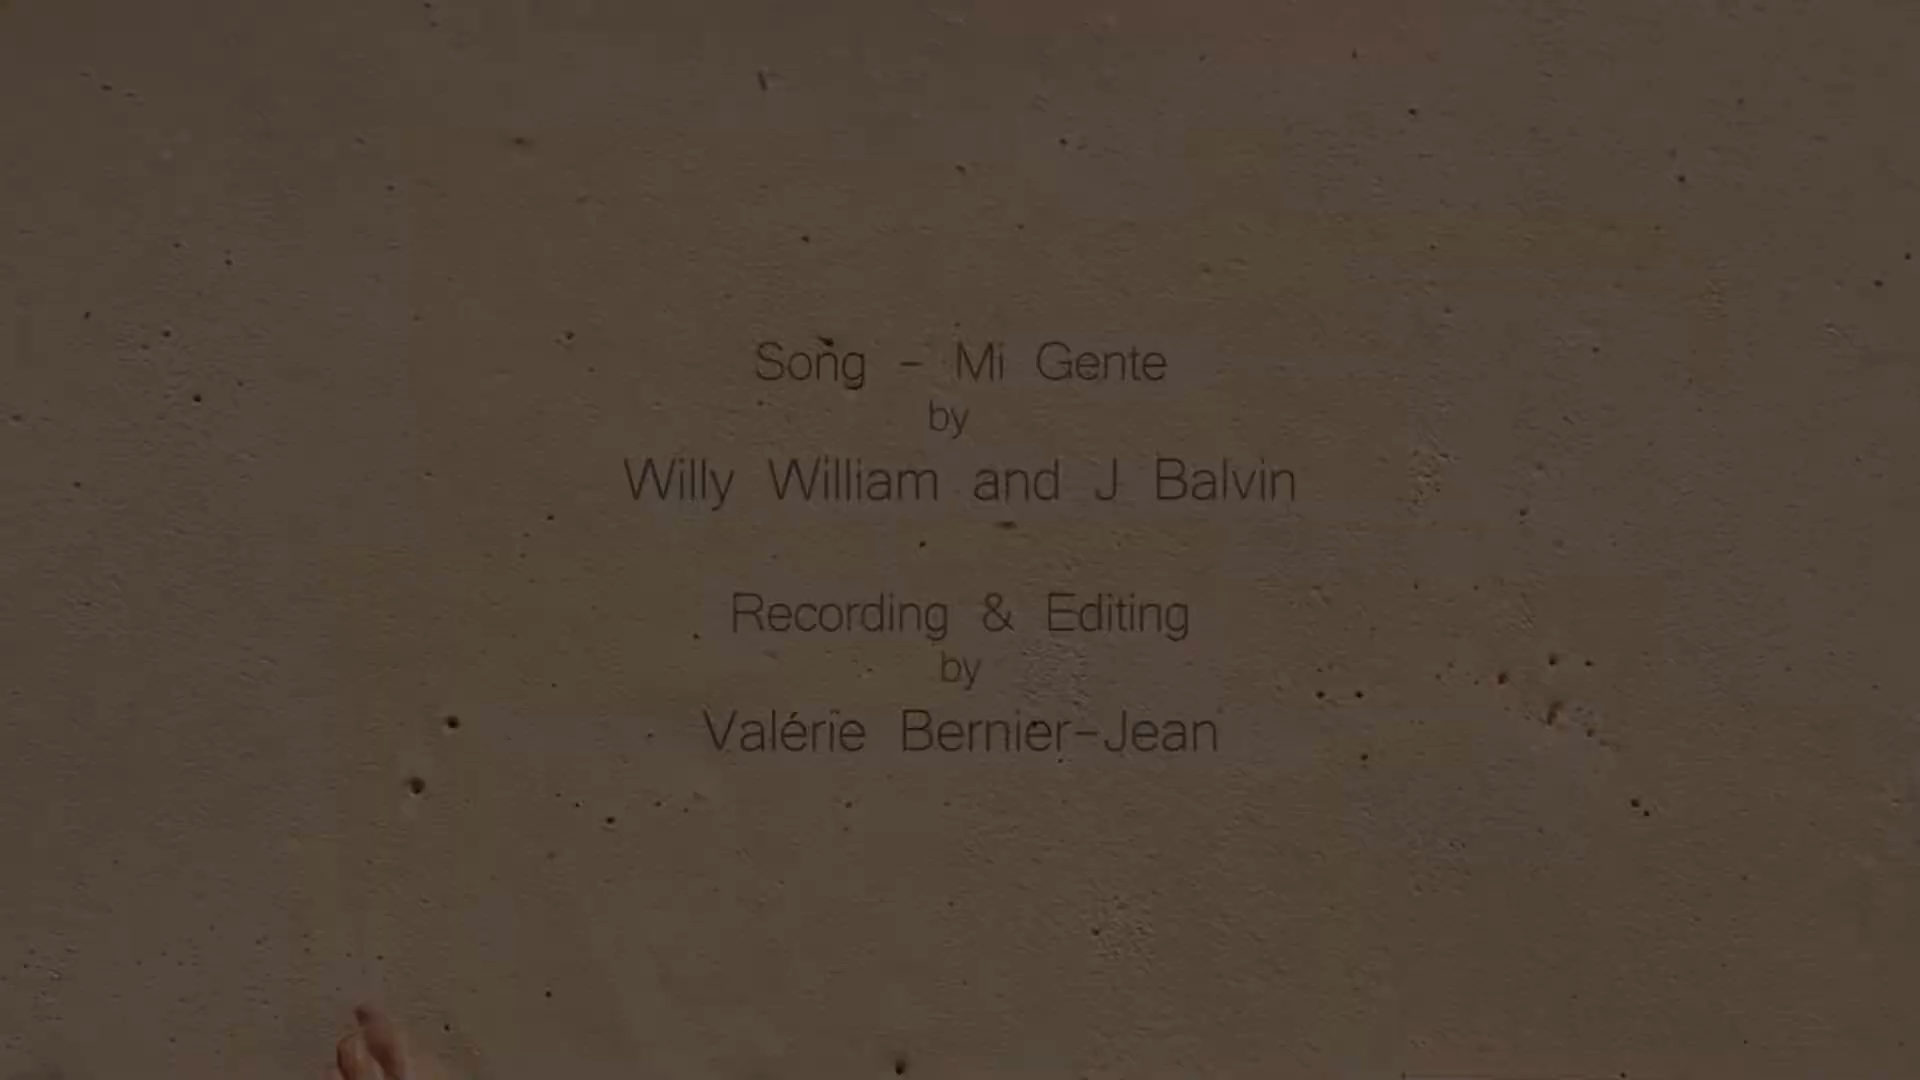 Song - Mi Gente
by
Willy William and J Balvin
Recording & Editing
by
Valérie Bernier-Jean